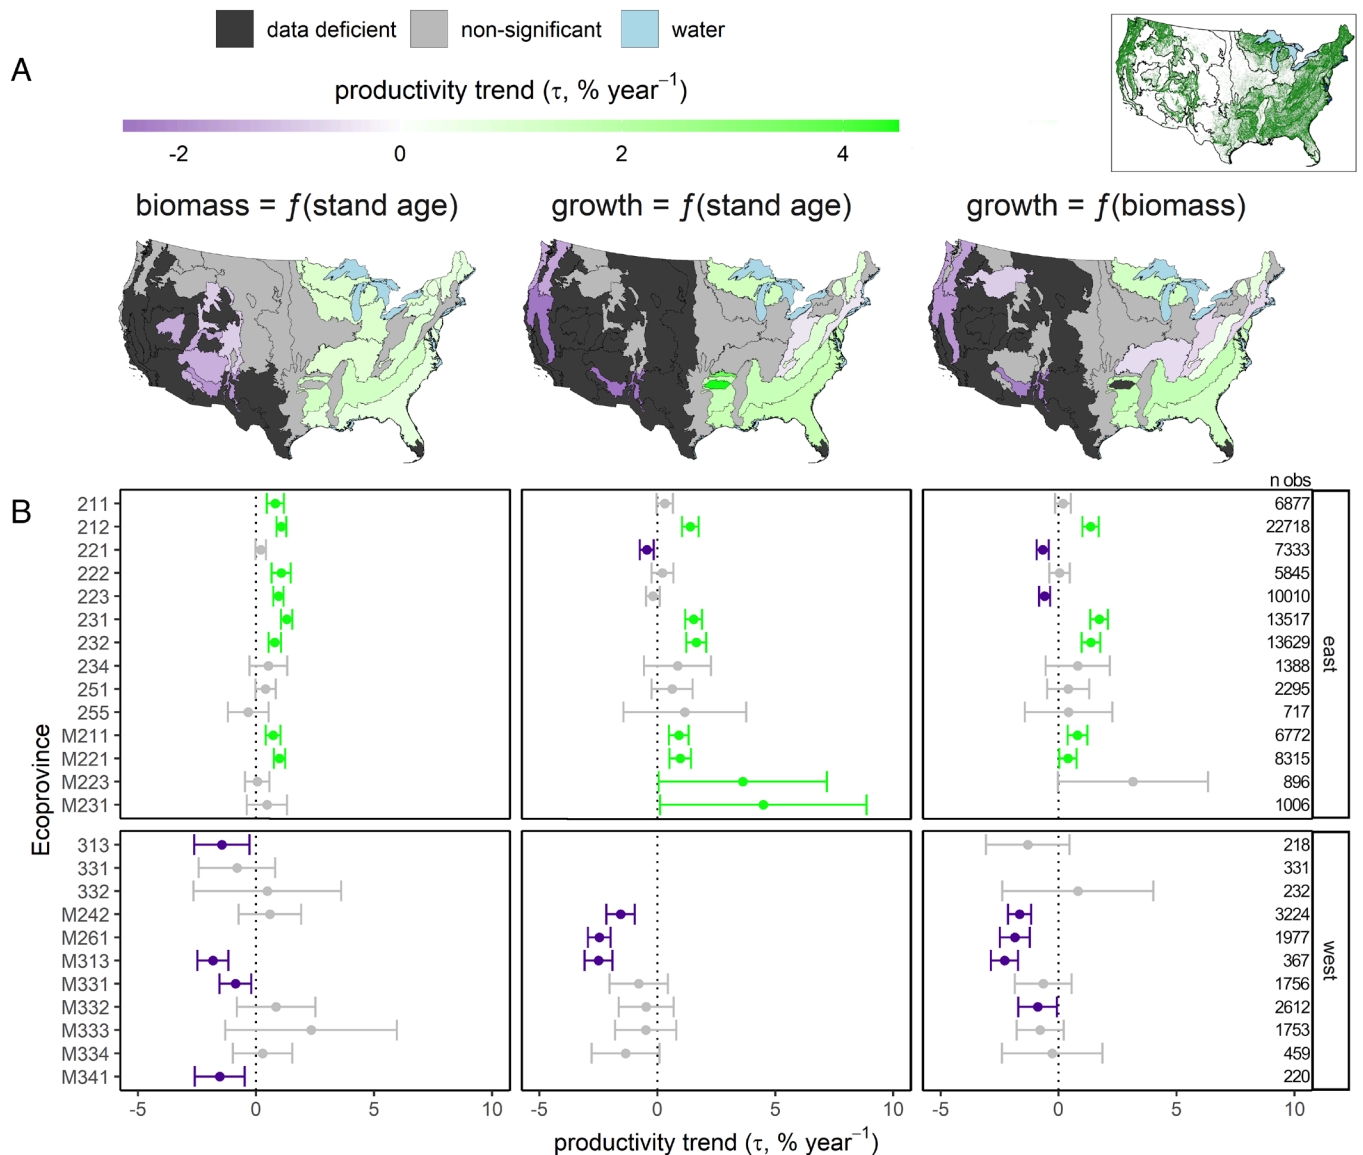 data deficient non-significant water
A
productivity trend (τ, % year⁻¹)
-2 0 2 4
biomass = ƒ(stand age) growth = ƒ(stand age) growth = ƒ(biomass)
B
n obs
211 6877
212 22718
221 7333
222 5845
223 10010
231 13517
232 13629
234 1388
251 2295
255 717
M211 6772
M221 8315
M223 896
M231 1006
east
Ecoprovince
313 218
331 331
332 232
M242 3224
M261 1977
M313 367
M331 1756
M332 2612
M333 1753
M334 459
M341 220
west
-5 0 5 10 -5 0 5 10 -5 0 5 10
productivity trend (τ, % year⁻¹)